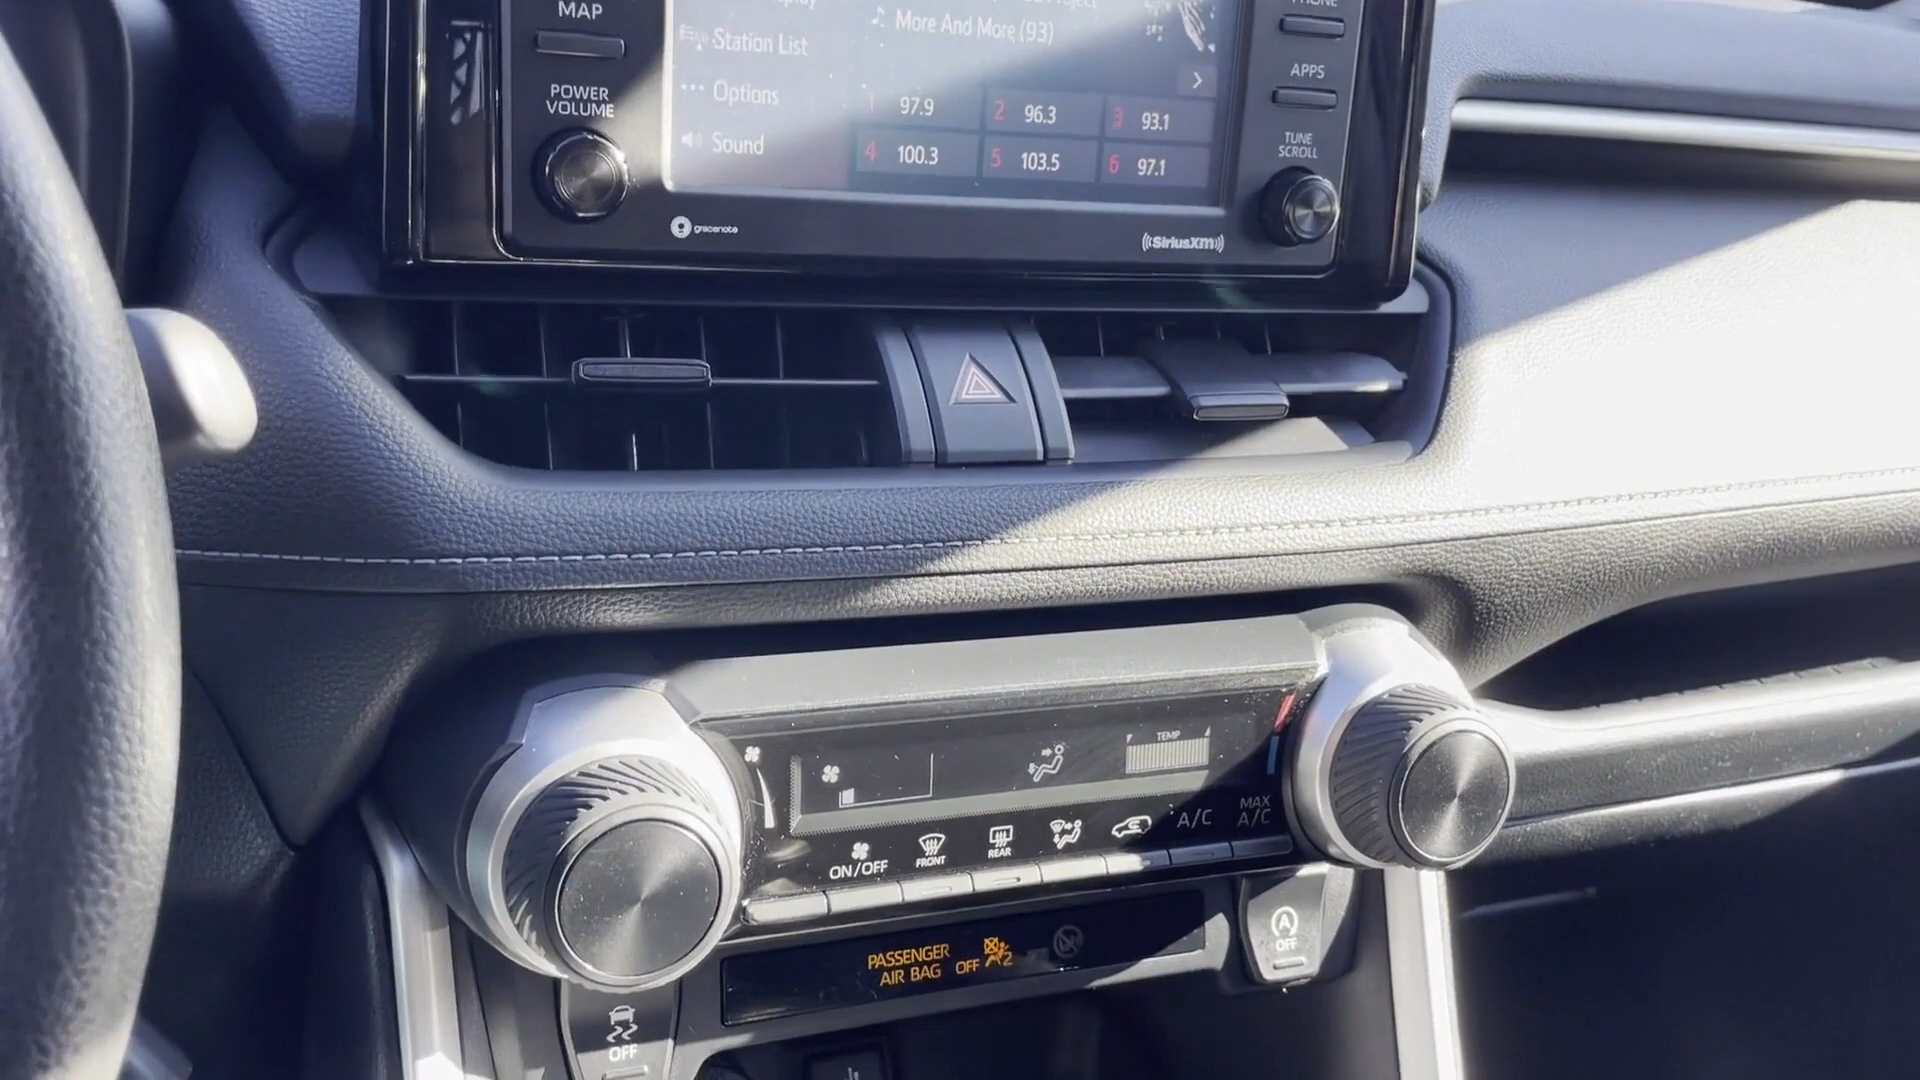 MAP
POWER
VOLUME
Station List
Options
Sound
More And More (93)
1 97.9
2 96.3
3 93.1
4 100.3
5 103.5
6 97.1
PHONE
APPS
TUNE
SCROLL
gracenote
SiriusXM
TEMP
ON/OFF
FRONT
REAR
A/C
MAX
A/C
PASSENGER
AIR BAG OFF
2
A
OFF
OFF